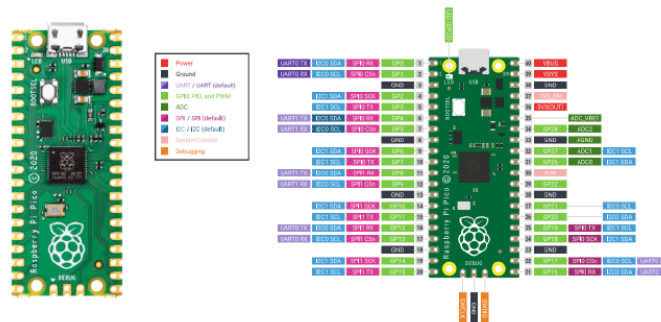 LED
USB
BOOTSEL
Raspberry Pi Pico © 2020
DEBUG
Power
Ground
UART / UART (default)
GPIO, PIO, and PWM
ADC
SPI / SPI (default)
I2C / I2C (default)
System Control
Debugging
UART0 TX I2C0 SDA SPI0 RX GP0 1
UART0 RX I2C0 SCL SPI0 CSn GP1 2
GND 3
I2C1 SDA SPI0 SCK GP2 4
I2C1 SCL SPI0 TX GP3 5
UART1 TX I2C0 SDA SPI0 RX GP4 6
UART1 RX I2C0 SCL SPI0 CSn GP5 7
GND 8
I2C1 SDA SPI0 SCK GP6 9
I2C1 SCL SPI0 TX GP7 10
UART1 TX I2C0 SDA SPI1 RX GP8 11
UART1 RX I2C0 SCL SPI1 CSn GP9 12
GND 13
I2C1 SDA SPI1 SCK GP10 14
I2C1 SCL SPI1 TX GP11 15
UART0 TX I2C0 SDA SPI1 RX GP12 16
UART0 RX I2C0 SCL SPI1 CSn GP13 17
GND 18
I2C1 SDA SPI1 SCK GP14 19
I2C1 SCL SPI1 TX GP15 20
LED
USB
BOOTSEL
Raspberry Pi Pico © 2020
DEBUG
40 VBUS
39 VSYS
38 GND
37 3V3_EN
36 3V3(OUT)
35 ADC_VREF
34 GP28 ADC2
33 GND AGND
32 GP27 ADC1 I2C1 SCL
31 GP26 ADC0 I2C1 SDA
30 RUN
29 GP22
28 GND
27 GP21 I2C0 SCL
26 GP20 I2C0 SDA
25 GP19 SPI0 TX I2C1 SCL
24 GP18 SPI0 SCK I2C1 SDA
23 GND
22 GP17 SPI0 CSn I2C0 SCL UART0
21 GP16 SPI0 RX I2C0 SDA UART0
SWCLK
GND
SWDIO